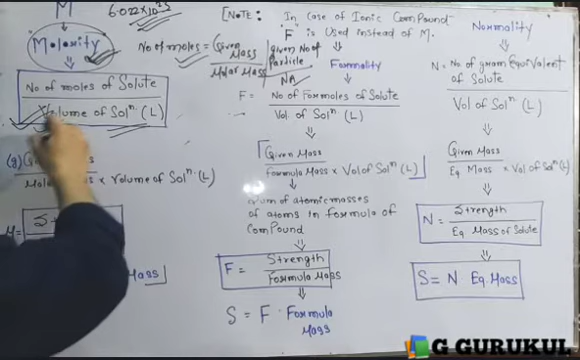 M
6.022×10²³
Molarity
No of moles = Given Mass / Molar Mass
given No of Particle / NA
No of moles of Solute
Volume of Solⁿ. (L)
(g)
× Volume of Solⁿ. (L)
M =
S
Mass
[Note: In Case of Ionic Compound
F is Used instead of M.
Formality
F = No of Formoles of Solute
Vol. of Solⁿ (L)
Given Mass
Formula Mass × Vol of Solⁿ (L)
Sum of atomic masses
of atoms in formula of
Compound
F = Strength
Formula Mass
S = F · Formula
Mass
Normality
N = No of gram Equivalent
of Solute
Vol of Solⁿ (L)
Given Mass
Eq Mass × Vol of Solⁿ (L)
N = Strength
Eq Mass of Solute
S = N Eq. Mass
G GURUKUL